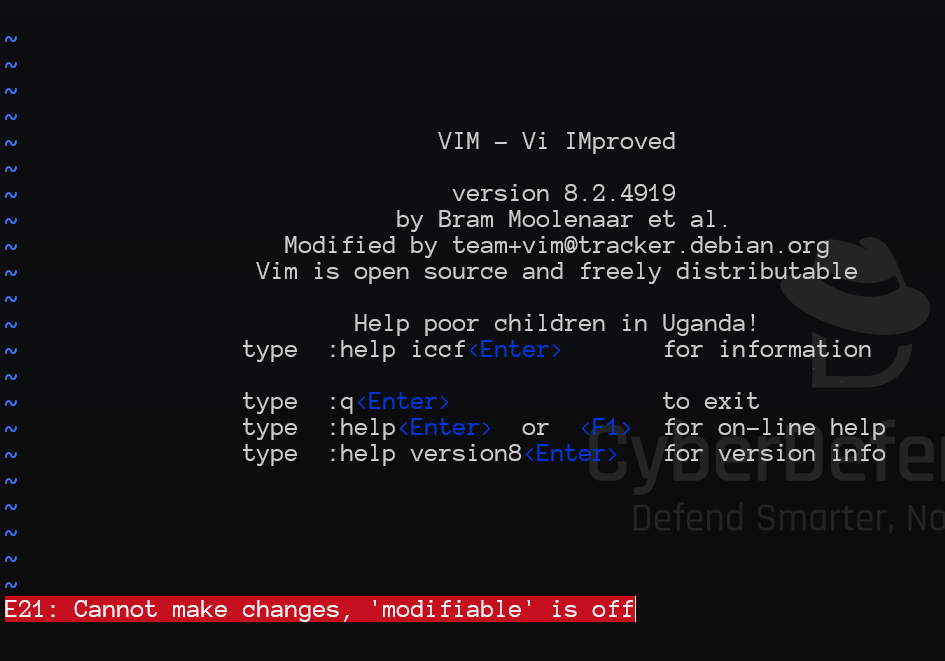 ~
~
~
~
~ VIM - Vi IMproved
~
~ version 8.2.4919
~ by Bram Moolenaar et al.
~ Modified by team+vim@tracker.debian.org
~ Vim is open source and freely distributable
~
~ Help poor children in Uganda!
~ type :help iccf<Enter> for information
~
~ type :q<Enter> to exit
~ type :help<Enter> or <F1> for on-line help
~ type :help version8<Enter> for version info
~
~
~
~
~
E21: Cannot make changes, 'modifiable' is off
CyberDefen
Defend Smarter, No